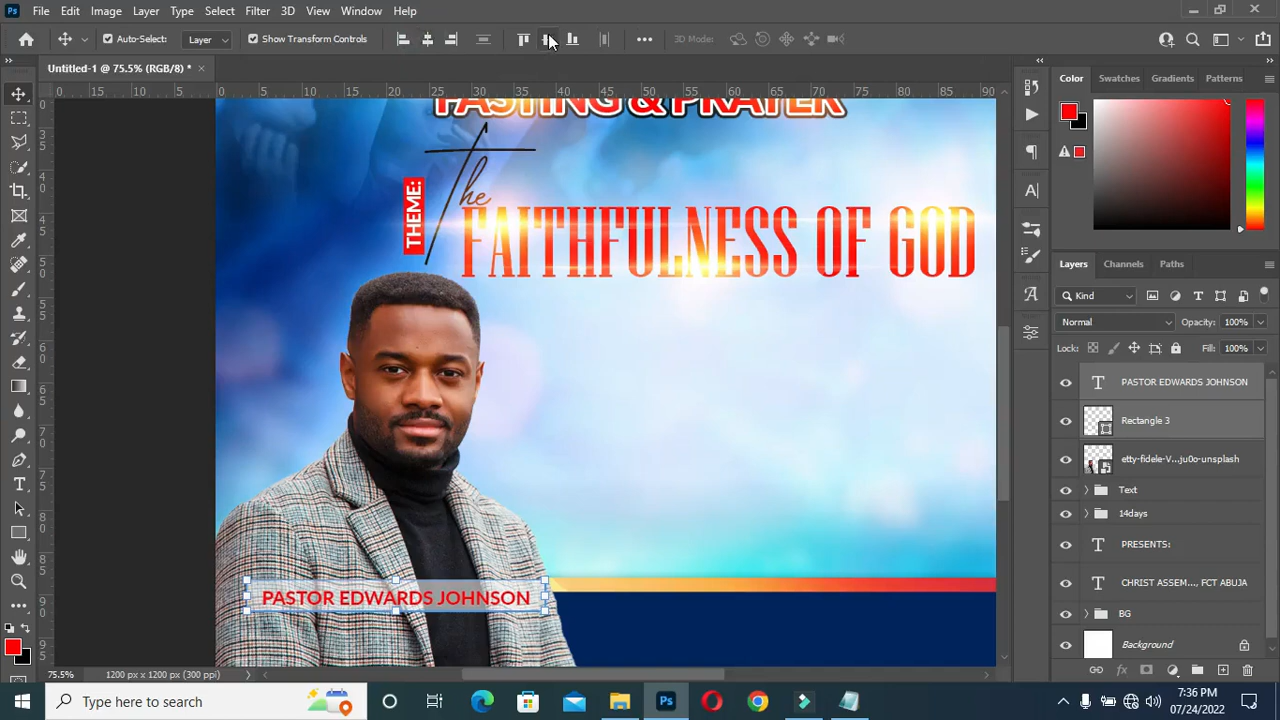 File Edit Image Layer Type Select Filter 3D View Window Help
Auto-Select: Layer Show Transform Controls 3D Mode:
Untitled-1 @ 75.5% (RGB/8) *
Color Swatches Gradients Patterns
FASTING & PRAYER
THEME:
The
FAITHFULNESS OF GOD
PASTOR EDWARDS JOHNSON
Layers Channels Paths
Kind
Normal Opacity: 100%
Lock: Fill: 100%
PASTOR EDWARDS JOHNSON
Rectangle 3
etty-fidele-V...ju0o-unsplash
Text
14days
PRESENTS:
CHRIST ASSEM..., FCT ABUJA
BG
Background
75.5% 1200 px x 1200 px (300 ppi)
Type here to search
7:36 PM
07/24/2022